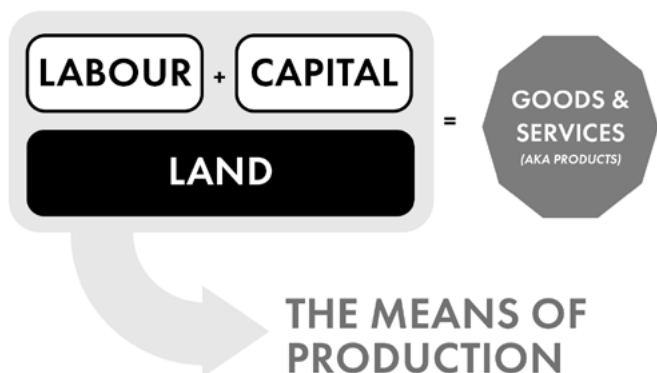 LABOUR + CAPITAL
LAND
=
GOODS &
SERVICES
(AKA PRODUCTS)
THE MEANS OF
PRODUCTION